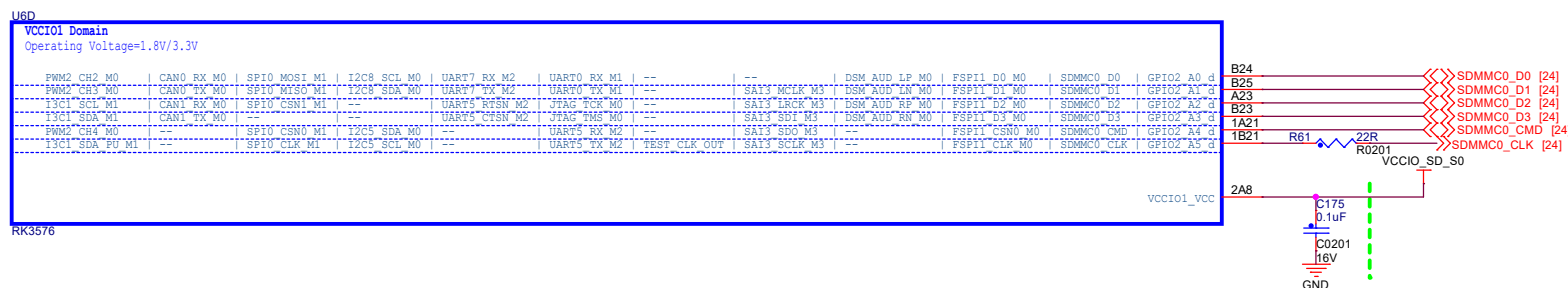 U6D
VCCIO1 Domain
Operating Voltage=1.8V/3.3V
PWM2_CH2_M0 | CAN0_RX_M0 | SPI0_MOSI_M1 | I2C8_SCL_M0 | UART7_RX_M2 | UART0_RX_M1 | -- | -- | DSM_AUD_LP_M0 | FSPI1_D0_M0 | SDMMC0_D0 | GPIO2_A0_d B24 SDMMC0_D0 [24]
PWM2_CH3_M0 | CAN0_TX_M0 | SPI0_MISO_M1 | I2C8_SDA_M0 | UART7_TX_M2 | UART0_TX_M1 | -- | SAI3_MCLK_M3 | DSM_AUD_LN_M0 | FSPI1_D1_M0 | SDMMC0_D1 | GPIO2_A1_d B25 SDMMC0_D1 [24]
I3C1_SCL_M1 | CAN1_RX_M0 | SPI0_CSN1_M1 | -- | UART5_RTSN_M2 | JTAG_TCK_M0 | -- | SAI3_LRCK_M3 | DSM_AUD_RP_M0 | FSPI1_D2_M0 | SDMMC0_D2 | GPIO2_A2_d A23 SDMMC0_D2 [24]
I3C1_SDA_M1 | CAN1_TX_M0 | -- | -- | UART5_CTSN_M2 | JTAG_TMS_M0 | -- | SAI3_SDI_M3 | DSM_AUD_RN_M0 | FSPI1_D3_M0 | SDMMC0_D3 | GPIO2_A3_d B23 SDMMC0_D3 [24]
PWM2_CH4_M0 | -- | SPI0_CSN0_M1 | I2C5_SDA_M0 | -- | UART5_RX_M2 | -- | SAI3_SDO_M3 | -- | FSPI1_CSN0_M0 | SDMMC0_CMD | GPIO2_A4_d 1A21 SDMMC0_CMD [24
I3C1_SDA_PU_M1 | -- | SPI0_CLK_M1 | I2C5_SCL_M0 | -- | UART5_TX_M2 | TEST_CLK_OUT | SAI3_SCLK_M3 | -- | FSPI1_CLK_M0 | SDMMC0_CLK | GPIO2_A5_d 1B21 R61 22R SDMMC0_CLK [24]
R0201
VCCIO_SD_S0
VCCIO1_VCC 2A8
C175
0.1uF
C0201
16V
GND
RK3576